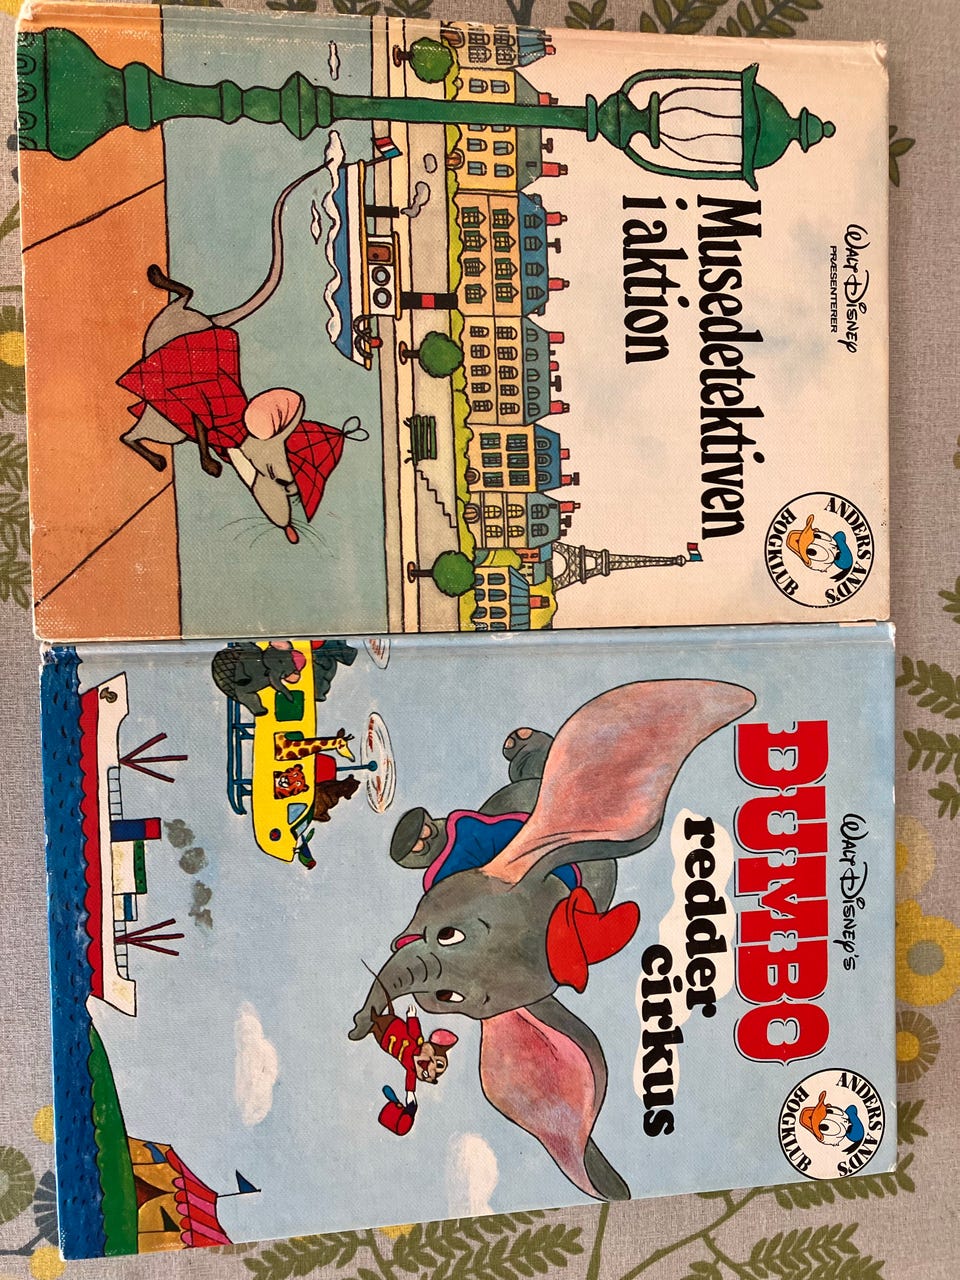 WALT DISNEY
PRÆSENTERER
Musedetektiven
i aktion
ANDERS AND'S
BOGKLUB
WALT DISNEY'S
DUMBO
redder
cirkus
ANDERS AND'S
BOGKLUB